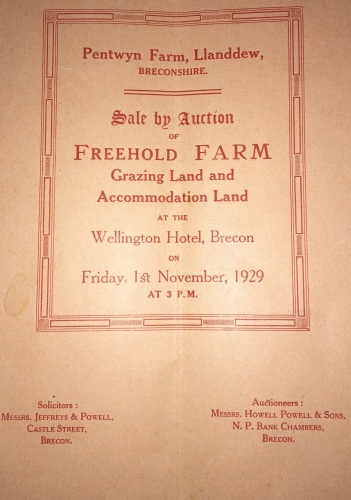 Pentwyn Farm, Llanddew,
BRECONSHIRE.
Sale by Auction
OF
FREEHOLD FARM
Grazing Land and
Accommodation Land
AT THE
Wellington Hotel, Brecon
ON
Friday, 1st November, 1929
AT 3 P.M.
Solicitors :
MESSRS. JEFFREYS & POWELL,
CASTLE STREET,
BRECON.
Auctioneers :
MESSRS. HOWELL POWELL & SONS,
N. P. BANK CHAMBERS,
BRECON.